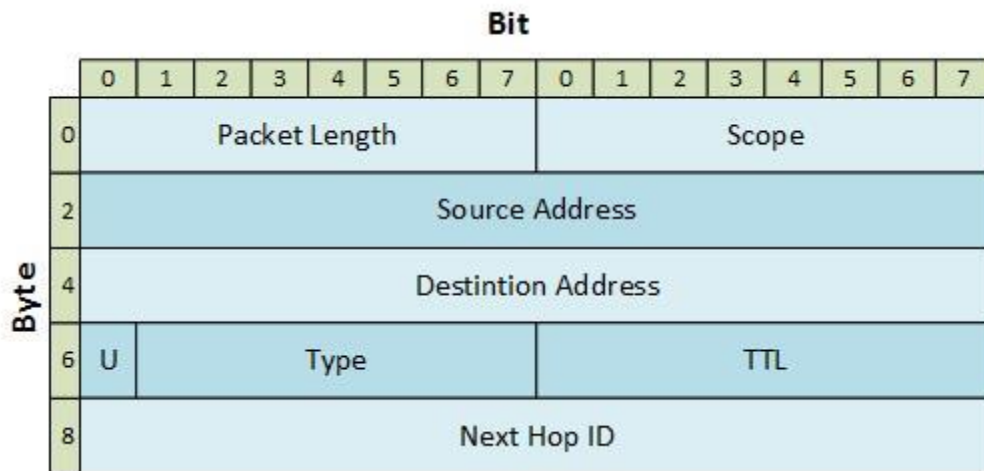 Bit
0 1 2 3 4 5 6 7 0 1 2 3 4 5 6 7
0 Packet Length Scope
2 Source Address
Byte
4 Destintion Address
6 U Type TTL
8 Next Hop ID